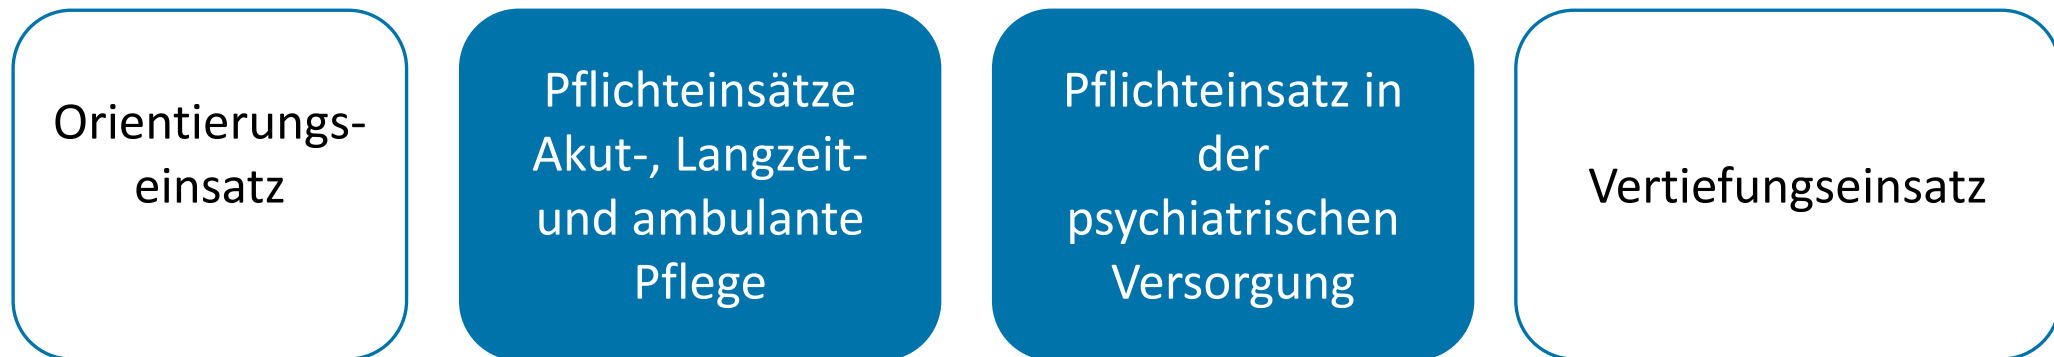 Orientierungs-
einsatz
Pflichteinsätze
Akut-, Langzeit-
und ambulante
Pflege
Pflichteinsatz in
der
psychiatrischen
Versorgung
Vertiefungseinsatz